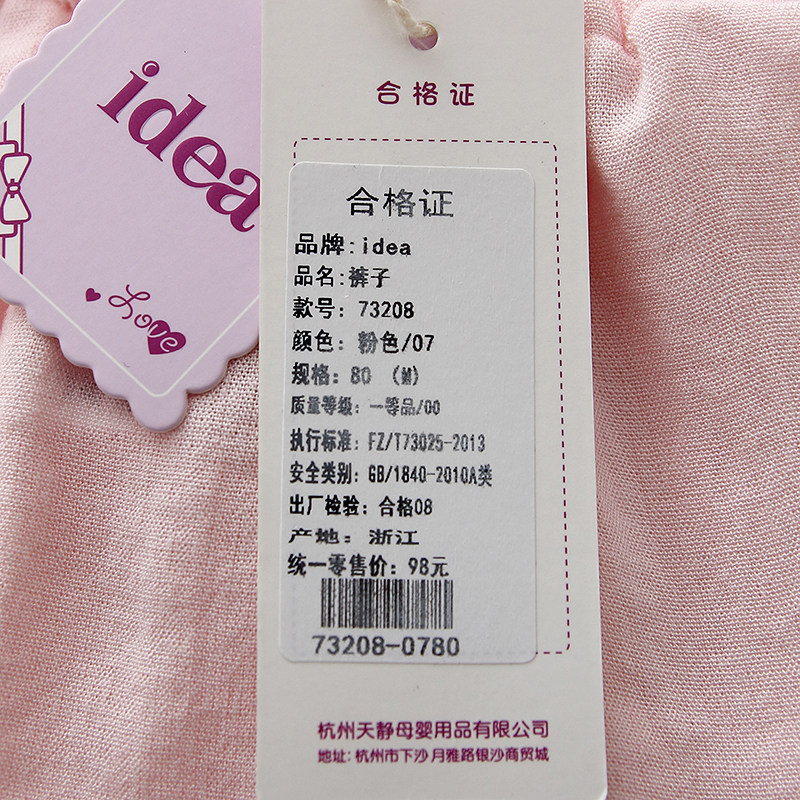 idea
Love
合格证
合格证
品牌:idea
品名:裤子
款号: 73208
颜色: 粉色/07
规格: 80 (M)
质量等级: 一等品/00
执行标准: FZ/T73025-2013
安全类别: GB/1840-2010A类
出厂检验: 合格08
产地: 浙江
统一零售价: 98元
73208-0780
杭州天静母婴用品有限公司
地址: 杭州市下沙月雅路银沙商贸城